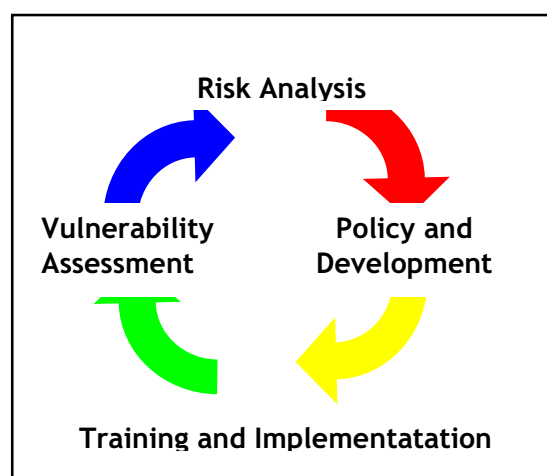 Risk Analysis
Vulnerability
Assessment
Policy and
Development
Training and Implementatation